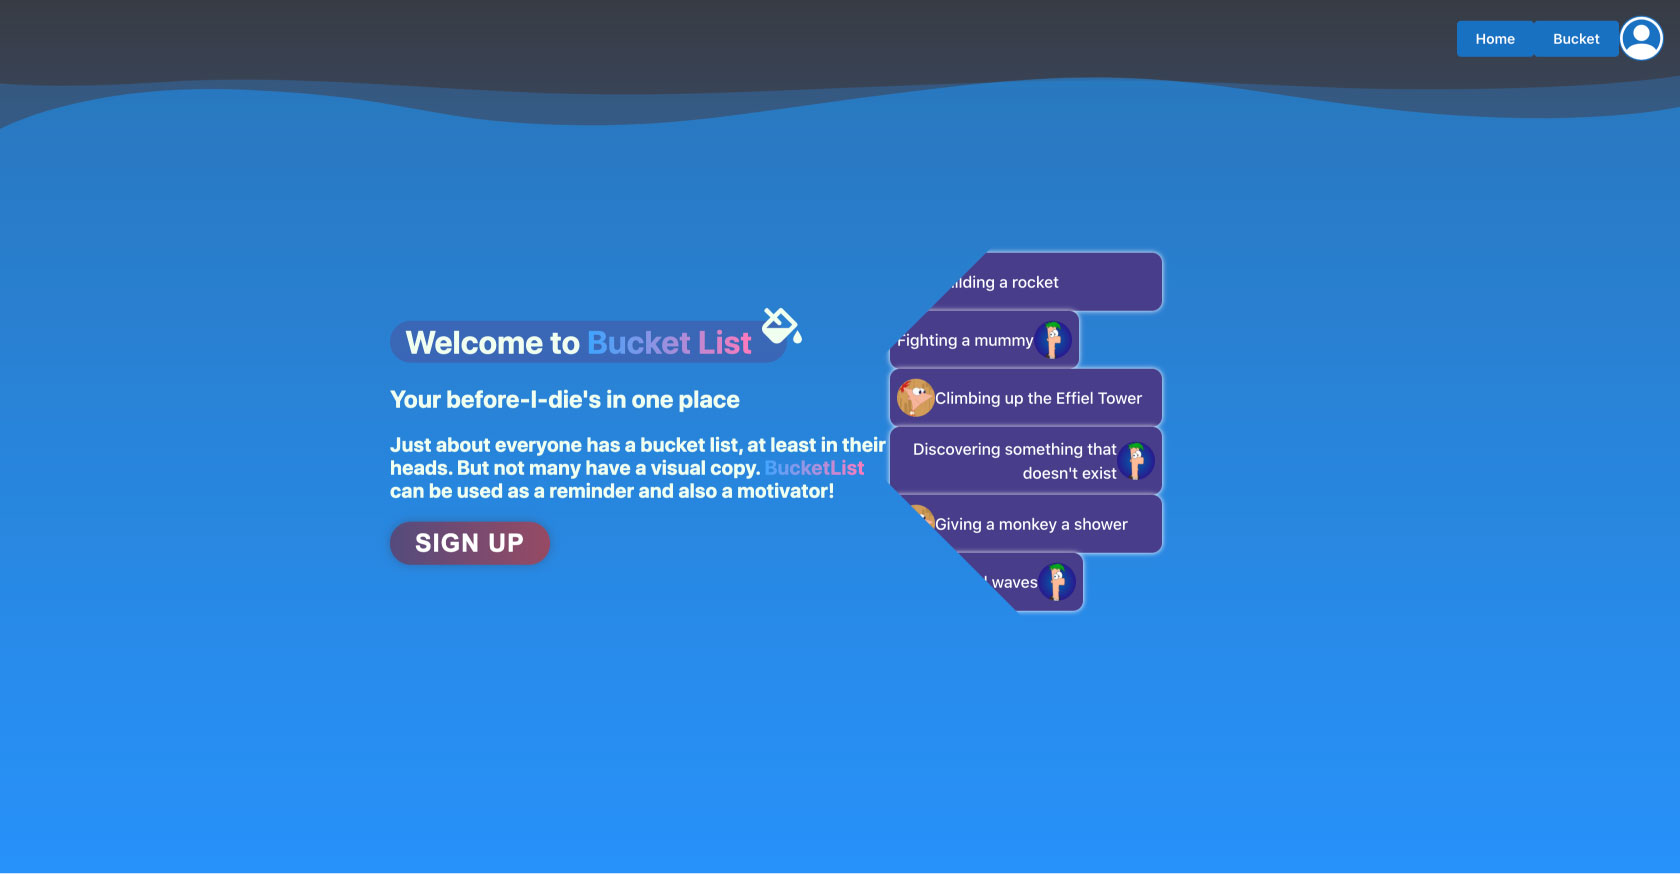 Home
Bucket
Welcome to Bucket List
Your before-I-die's in one place
Just about everyone has a bucket list, at least in their
heads. But not many have a visual copy. BucketList
can be used as a reminder and also a motivator!
SIGN UP
a rocket
Fighting a mummy
Climbing up the Effiel Tower
Discovering something that
doesn't exist
Giving a monkey a shower
waves